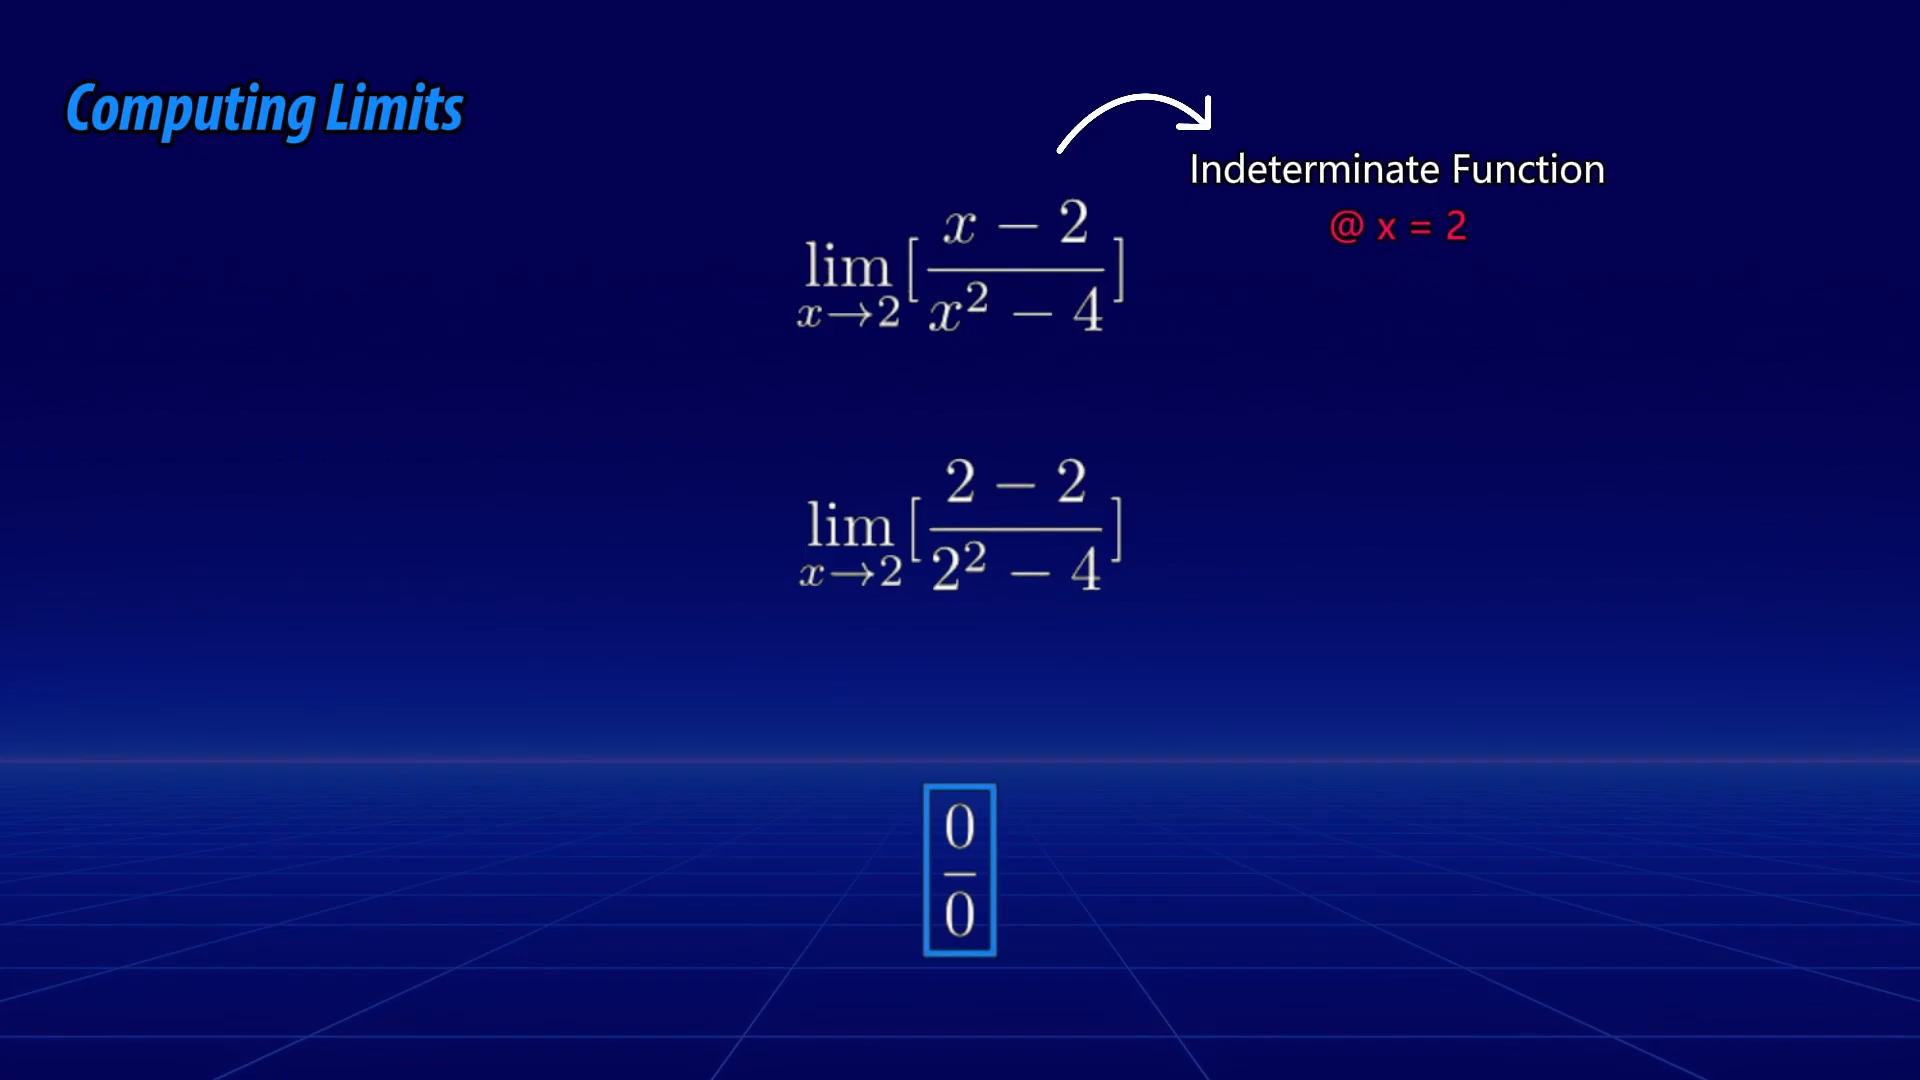 Computing Limits
Indeterminate Function
@ x = 2
lim x→2 [ x − 2 / x² − 4 ]
lim x→2 [ 2 − 2 / 2² − 4 ]
0
0